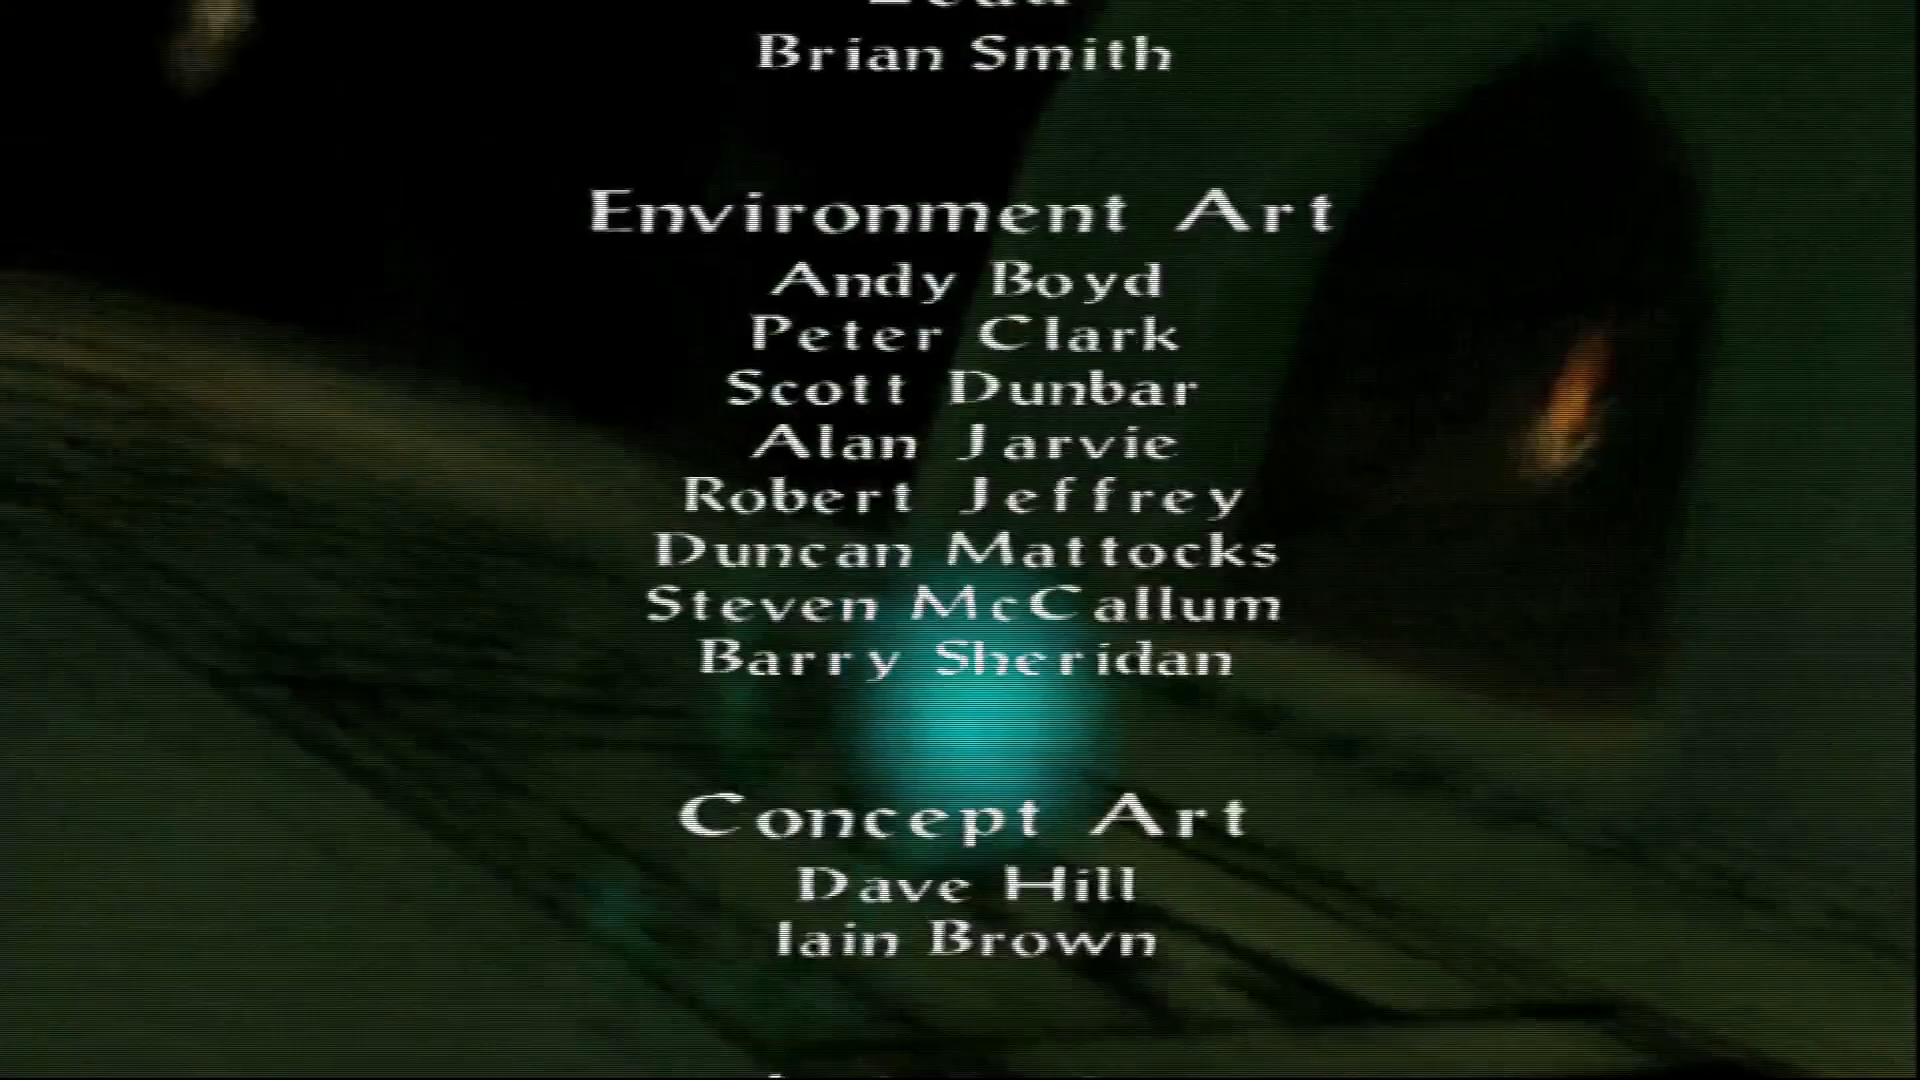 Brian Smith
Environment Art
Andy Boyd
Peter Clark
Scott Dunbar
Alan Jarvie
Robert Jeffrey
Duncan Mattocks
Steven McCallum
Barry Sheridan
Concept Art
Dave Hill
Iain Brown